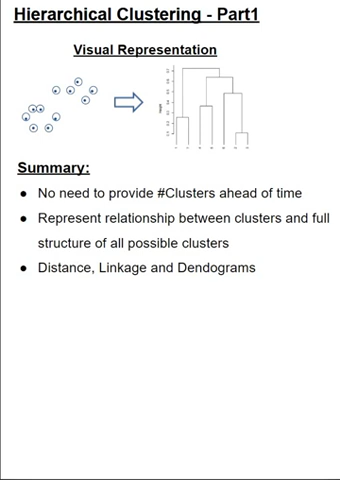 Hierarchical Clustering - Part1
Visual Representation
Summary:
● No need to provide #Clusters ahead of time
● Represent relationship between clusters and full
structure of all possible clusters
● Distance, Linkage and Dendograms